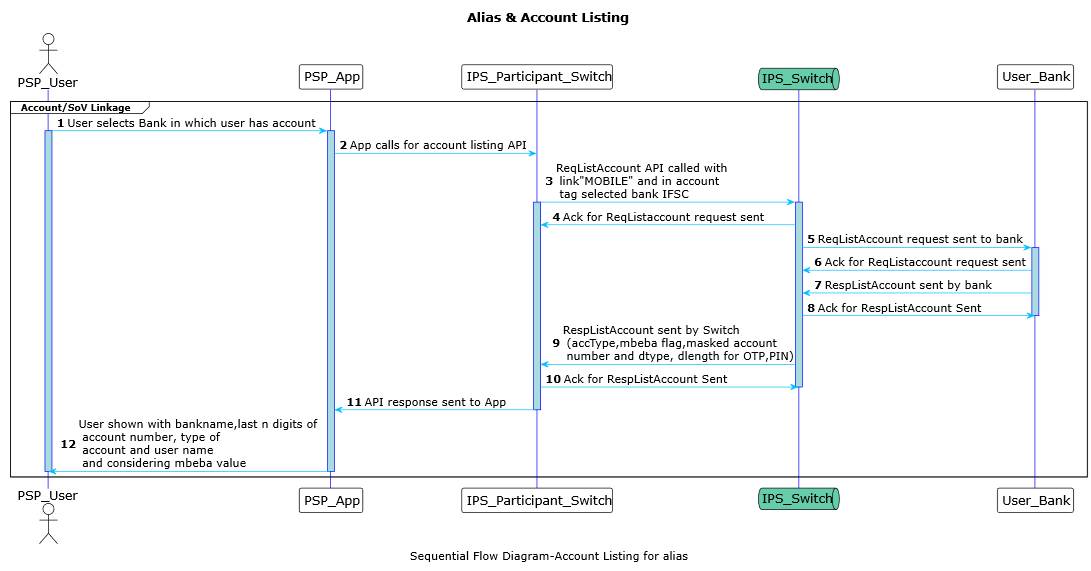 Alias & Account Listing
PSP_User
PSP_App
IPS_Participant_Switch
IPS_Switch
User_Bank
Account/SoV Linkage
1 User selects Bank in which user has account
2 App calls for account listing API
ReqListAccount API called with
3 link"MOBILE" and in account
tag selected bank IFSC
4 Ack for ReqListaccount request sent
5 ReqListAccount request sent to bank
6 Ack for ReqListaccount request sent
7 RespListAccount sent by bank
8 Ack for RespListAccount Sent
RespListAccount sent by Switch
9 (accType,mbeba flag,masked account
number and dtype, dlength for OTP,PIN)
10 Ack for RespListAccount Sent
11 API response sent to App
User shown with bankname,last n digits of
account number, type of
12 account and user name
and considering mbeba value
PSP_User
PSP_App
IPS_Participant_Switch
IPS_Switch
User_Bank
Sequential Flow Diagram-Account Listing for alias